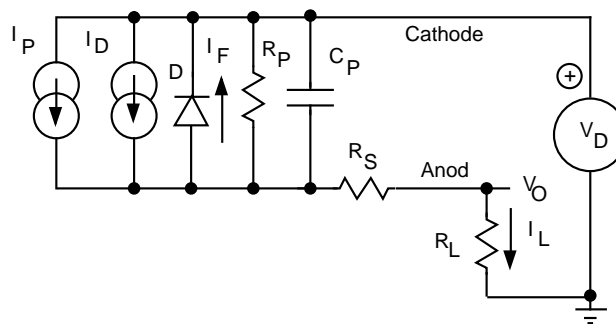 I_P
I_D
D
I_F
R_P
C_P
Cathode
+
V_D
R_S
Anod
V_O
R_L
I_L